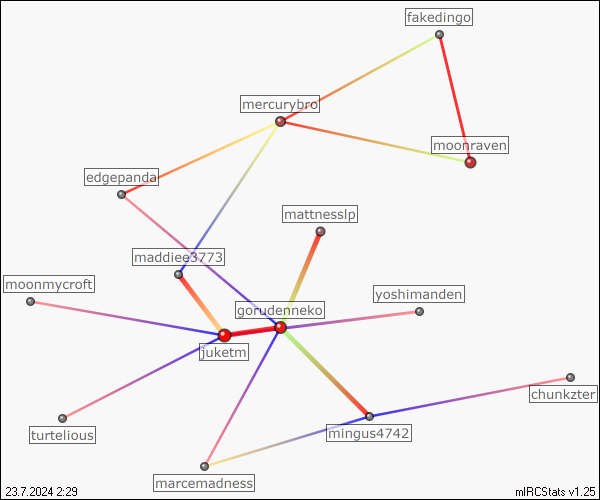 fakedingo
mercurybro
moonraven
edgepanda
mattnesslp
maddiee3773
moonmycroft
yoshimanden
gorudenneko
juketm
chunkzter
turtelious
mingus4742
marcemadness
23.7.2024 2:29
mIRCStats v1.25